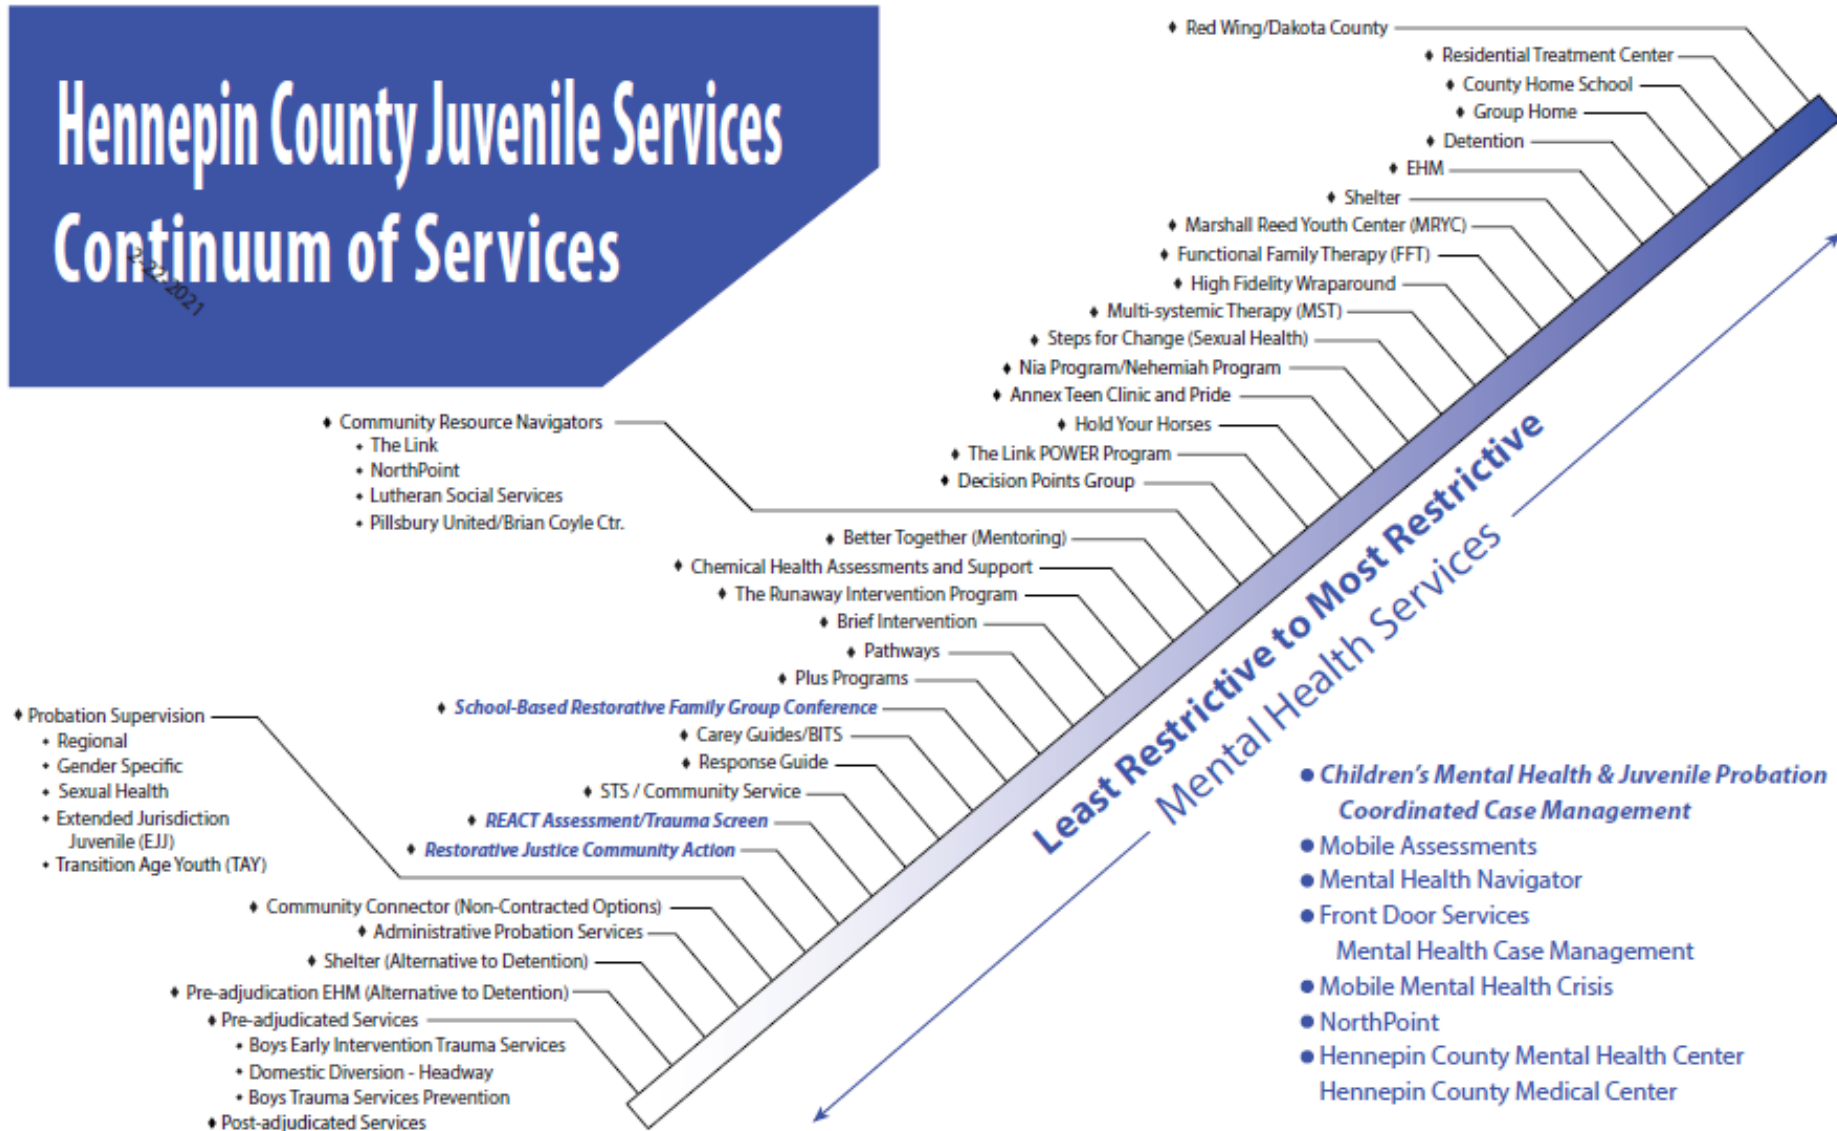 Hennepin County Juvenile Services
Continuum of Services
2-22-2021
♦ Red Wing/Dakota County
♦ Residential Treatment Center
♦ County Home School
♦ Group Home
♦ Detention
♦ EHM
♦ Shelter
♦ Marshall Reed Youth Center (MRYC)
♦ Functional Family Therapy (FFT)
♦ High Fidelity Wraparound
♦ Multi-systemic Therapy (MST)
♦ Steps for Change (Sexual Health)
♦ Nia Program/Nehemiah Program
♦ Annex Teen Clinic and Pride
♦ Hold Your Horses
♦ The Link POWER Program
♦ Decision Points Group
♦ Community Resource Navigators
• The Link
• NorthPoint
• Lutheran Social Services
• Pillsbury United/Brian Coyle Ctr.
♦ Better Together (Mentoring)
♦ Chemical Health Assessments and Support
♦ The Runaway Intervention Program
♦ Brief Intervention
♦ Pathways
♦ Plus Programs
♦ School-Based Restorative Family Group Conference
♦ Carey Guides/BITS
♦ Response Guide
♦ STS / Community Service
♦ REACT Assessment/Trauma Screen
♦ Restorative Justice Community Action
♦ Probation Supervision
• Regional
• Gender Specific
• Sexual Health
• Extended Jurisdiction
Juvenile (EJJ)
• Transition Age Youth (TAY)
♦ Community Connector (Non-Contracted Options)
♦ Administrative Probation Services
♦ Shelter (Alternative to Detention)
♦ Pre-adjudication EHM (Alternative to Detention)
♦ Pre-adjudicated Services
• Boys Early Intervention Trauma Services
• Domestic Diversion - Headway
• Boys Trauma Services Prevention
♦ Post-adjudicated Services
Least Restrictive to Most Restrictive
Mental Health Services
● Children's Mental Health & Juvenile Probation
Coordinated Case Management
● Mobile Assessments
● Mental Health Navigator
● Front Door Services
Mental Health Case Management
● Mobile Mental Health Crisis
● NorthPoint
● Hennepin County Mental Health Center
Hennepin County Medical Center